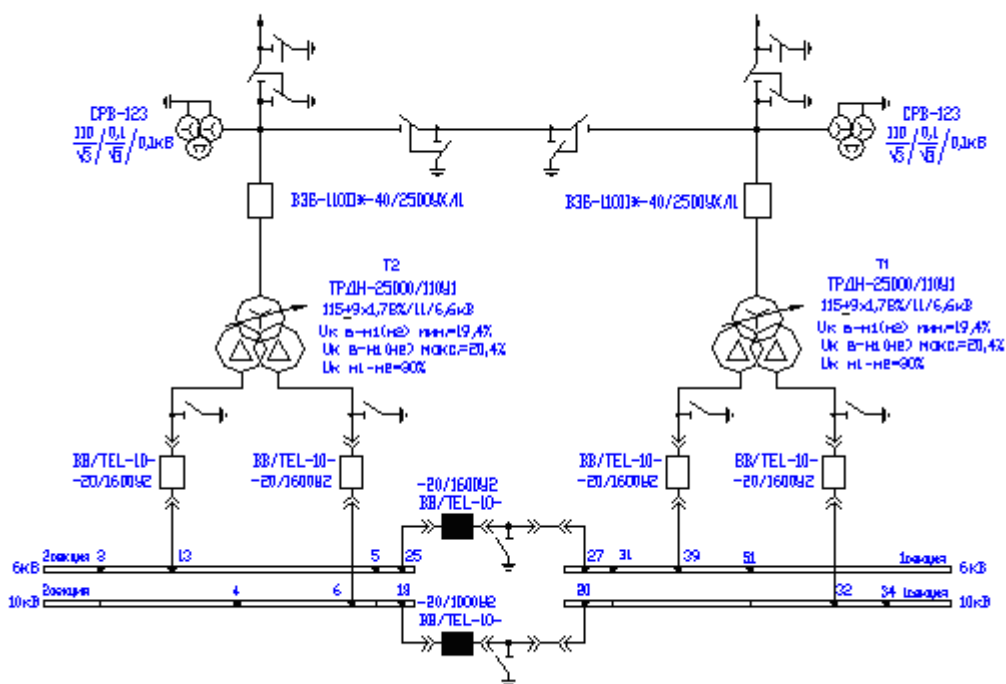 СРВ-123
110/√3/0,1/√3/0,1кВ
СРВ-123
110/√3/0,1/√3/0,1кВ
ВЭБ-110II*-40/2500УХЛ1
ВЭБ-110II*-40/2500УХЛ1
Т2
ТРДН-25000/110У1
115+9х1,78%/11/6,6кВ
Uк в-н1(н2) мин.=19,4%
Uк в-н1(н2) макс.=20,4%
Uк н1-н2=30%
Т1
ТРДН-25000/110У1
115±9х1,78%/11/6,6кВ
Uк в-н1(н2) мин.=19,4%
Uк в-н1(н2) макс.=20,4%
Uк н1-н2=30%
ВВ/TEL-10-
-20/1600У2
ВВ/TEL-10-
-20/1600У2
-20/1600У2
ВВ/TEL-10-
ВВ/TEL-10-
-20/1600У2
ВВ/TEL-10-
-20/1600У2
2секция 3 13 5 25 27 31 39 51 1секция
6кВ 6кВ
2секция 4 6 19 20 32 34 1секция
10кВ 10кВ
-20/1000У2
ВВ/TEL-10-